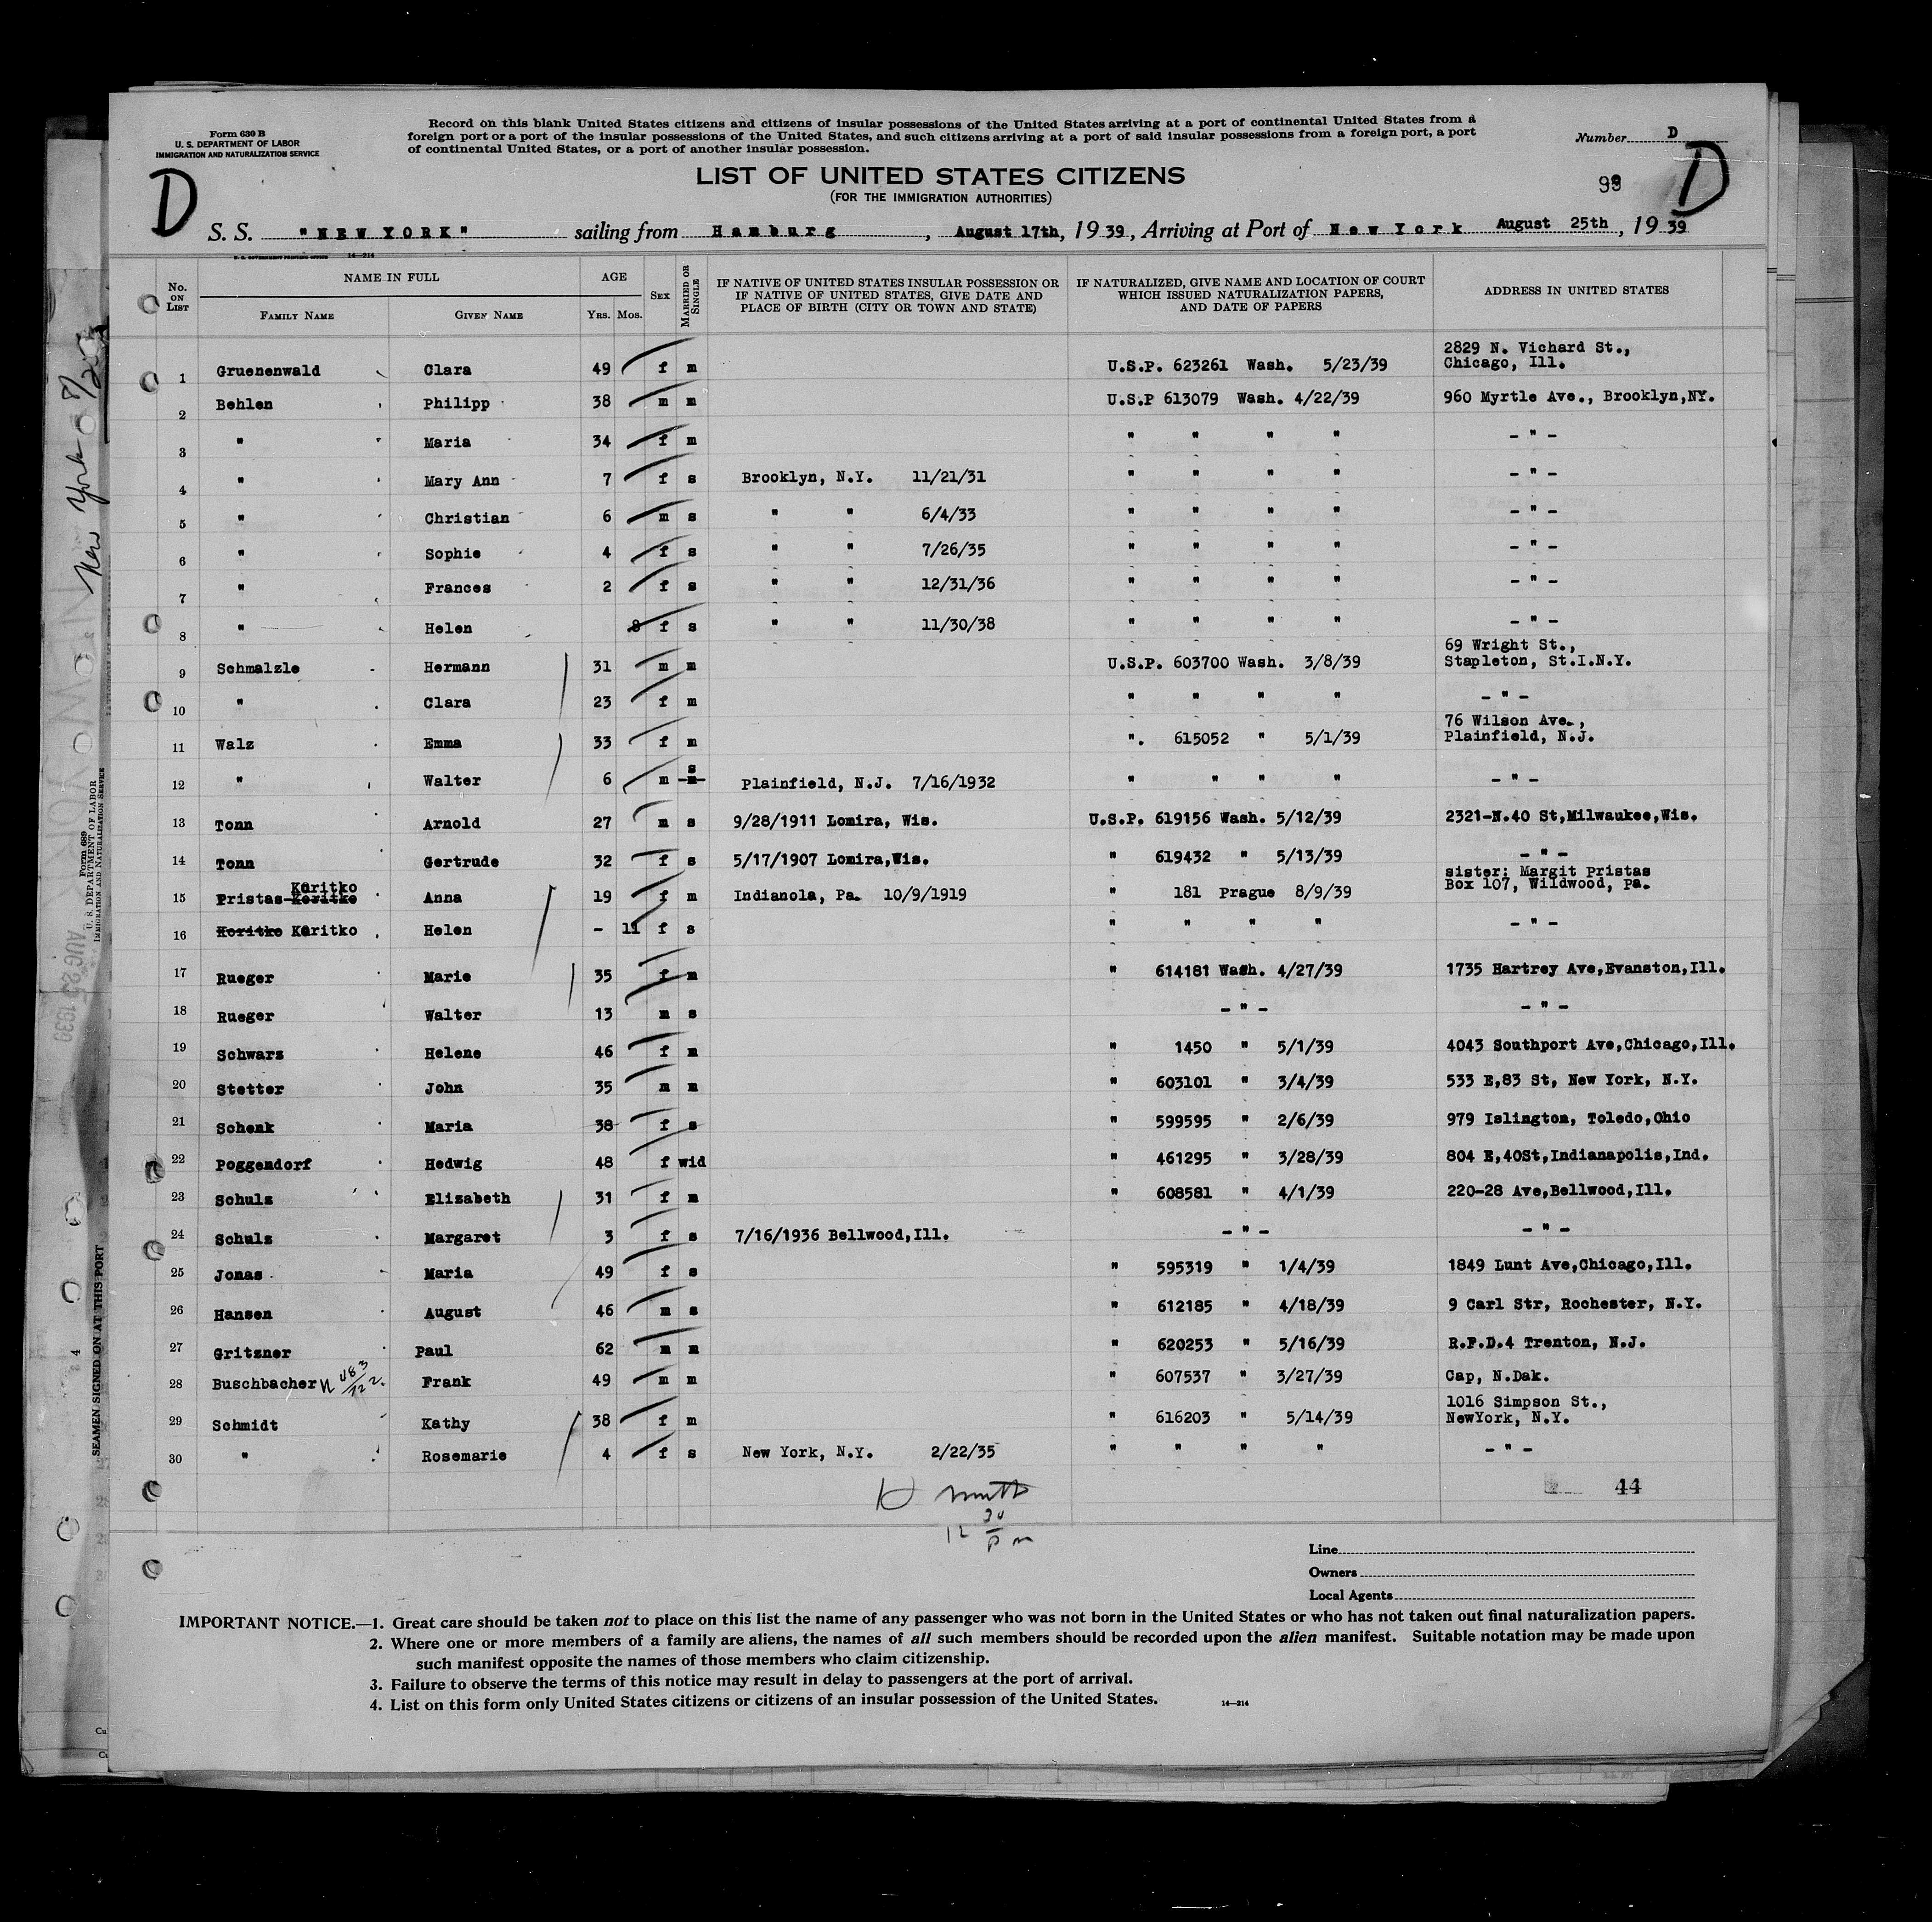 Form 630 B
U. S. DEPARTMENT OF LABOR
IMMIGRATION AND NATURALIZATION SERVICE
Record on this blank United States citizens and citizens of insular possessions of the United States arriving at a port of continental United States from a
foreign port or a port of the insular possessions of the United States, and such citizens arriving at a port of said insular possessions from a foreign port, a port
of continental United States, or a port of another insular possession.
Number D
D
LIST OF UNITED STATES CITIZENS
(FOR THE IMMIGRATION AUTHORITIES)
D
S. S. "NEW YORK" sailing from Hamburg, August 17th, 1939, Arriving at Port of New York August 25th, 1939
U. S. GOVERNMENT PRINTING OFFICE 14—214
No. ON LIST NAME IN FULL AGE SEX MARRIED OR SINGLE IF NATIVE OF UNITED STATES INSULAR POSSESSION OR IF NATIVE OF UNITED STATES, GIVE DATE AND PLACE OF BIRTH (CITY OR TOWN AND STATE) IF NATURALIZED, GIVE NAME AND LOCATION OF COURT WHICH ISSUED NATURALIZATION PAPERS, AND DATE OF PAPERS ADDRESS IN UNITED STATES
FAMILY NAME GIVEN NAME YRS. MOS.
1 Gruenenwald Clara 49 f m U.S.P. 623261 Wash. 5/23/39 2829 N. Vichard St., Chicago, Ill.
2 Behlen Philipp 38 m m U.S.P 613079 Wash. 4/22/39 960 Myrtle Ave., Brooklyn,NY.
3 " Maria 34 f m " " " " - " -
4 " Mary Ann 7 f s Brooklyn, N.Y. 11/21/31 " " " " - " -
5 " Christian 6 m s " " 6/4/33 " " " " - " -
6 " Sophie 4 f s " " 7/26/35 " " " " - " -
7 " Frances 2 f s " " 12/31/36 " " " " - " -
8 " Helen 8 f s " " 11/30/38 " " " " - " -
9 Schmalzle Hermann 31 m m U.S.P. 603700 Wash. 3/8/39 69 Wright St., Stapleton, St.I.N.Y.
10 " Clara 23 f m " " " " - " -
11 Walz Emma 33 f m ". 615052 " 5/1/39 76 Wilson Ave., Plainfield, N.J.
12 " Walter 6 m m s Plainfield, N.J. 7/16/1932 " " " " - " -
13 Tonn Arnold 27 m s 9/28/1911 Lomira, Wis. U.S.P. 619156 Wash. 5/12/39 2321-N.40 St,Milwaukee,Wis.
14 Tonn Gertrude 32 f s 5/17/1907 Lomira,Wis. " 619432 " 5/13/39 - " -
15 Pristas-Koritko Kuritko Anna 19 f m Indianola, Pa. 10/9/1919 " 181 Prague 8/9/39 sister: Margit Pristas Box 107, Wildwood, Pa.
16 Koritko Kuritko Helen - 11 f s " " " " - " -
17 Rueger Marie 35 f m " 614181 Wash. 4/27/39 1735 Hartrey Ave,Evanston,Ill.
18 Rueger Walter 13 m s - " - - " -
19 Schwarz Helene 46 f m " 1450 " 5/1/39 4043 Southport Ave,Chicago,Ill.
20 Stetter John 35 m m " 603101 " 3/4/39 533 E,83 St, New York, N.Y.
21 Schenk Maria 38 f s " 599595 " 2/6/39 979 Islington, Toledo,Ohio
22 Poggendorf Hedwig 48 f wid " 461295 " 3/28/39 804 E,40St,Indianapolis,Ind.
23 Schulz Elizabeth 31 f m " 608581 " 4/1/39 220-28 Ave,Bellwood,Ill.
24 Schulz Margaret 3 f s 7/16/1936 Bellwood,Ill. - " - - " -
25 Jonas Maria 49 f s " 595319 " 1/4/39 1849 Lunt Ave,Chicago,Ill.
26 Hansen August 46 m s " 612185 " 4/18/39 9 Carl Str, Rochester, N.Y.
27 Gritzner Paul 62 m m " 620253 " 5/16/39 R.F.D.4 Trenton, N.J.
28 Buschbacher Frank 49 m m " 607537 " 3/27/39 Cap, N.Dak.
29 Schmidt Kathy 38 f m " 616203 " 5/14/39 1016 Simpson St., NewYork, N.Y.
30 " Rosemarie 4 f s New York, N.Y. 2/22/35 " " " " - " -
44
12 30 pm
Line
Owners
Local Agents
IMPORTANT NOTICE.—1. Great care should be taken not to place on this list the name of any passenger who was not born in the United States or who has not taken out final naturalization papers.
2. Where one or more members of a family are aliens, the names of all such members should be recorded upon the alien manifest. Suitable notation may be made upon
such manifest opposite the names of those members who claim citizenship.
3. Failure to observe the terms of this notice may result in delay to passengers at the port of arrival.
4. List on this form only United States citizens or citizens of an insular possession of the United States.
14—214
New York
Form 689
U. S. DEPARTMENT OF LABOR
IMMIGRATION AND NATURALIZATION SERVICE
AUG 25 1939
SEAMEN SIGNED ON AT THIS PORT
4